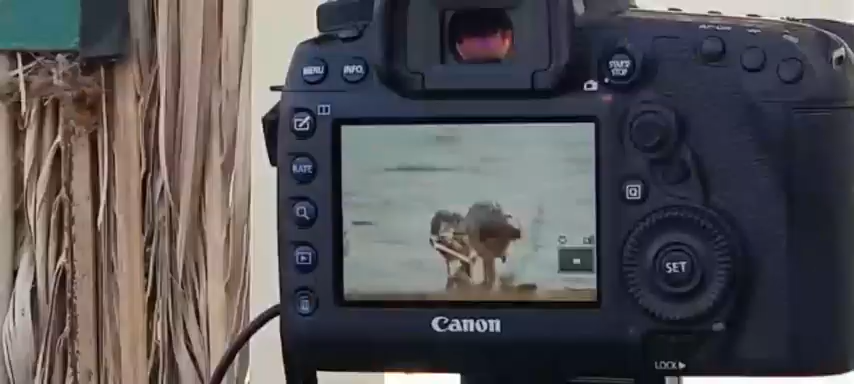 MENU
INFO.
START/
STOP
RATE
Q
SET
Canon
LOCK▶